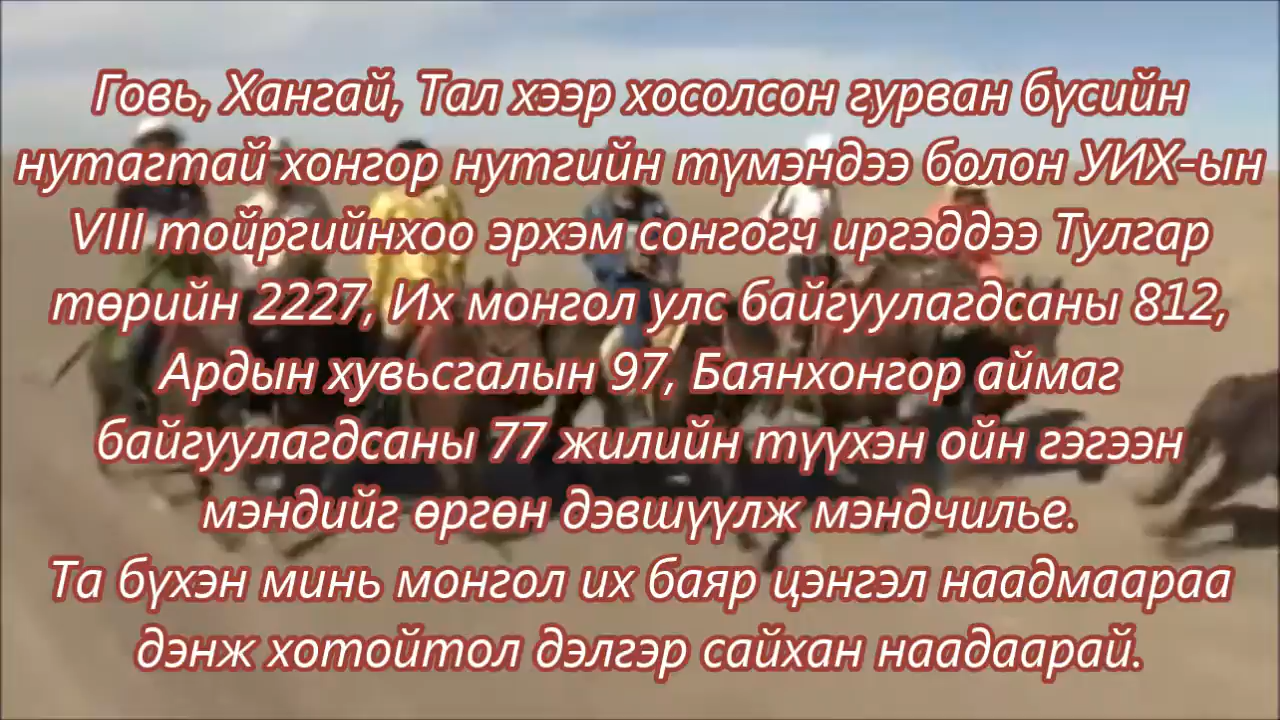 Говь, Хангай, Тал хээр хосолсон гурван бүсийн
нутагтай хонгор нутгийн түмэндээ болон УИХ-ын
VIII тойргийнхоо эрхэм сонгогч иргэддээ Тулгар
төрийн 2227, Их монгол улс байгуулагдсаны 812,
Ардын хувьсгалын 97, Баянхонгор аймаг
байгуулагдсаны 77 жилийн түүхэн ойн гэгээн
мэндийг өргөн дэвшүүлж мэндчилье.
Та бүхэн минь монгол их баяр цэнгэл наадмаараа
дэнж хотойтол дэлгэр сайхан наадаарай.